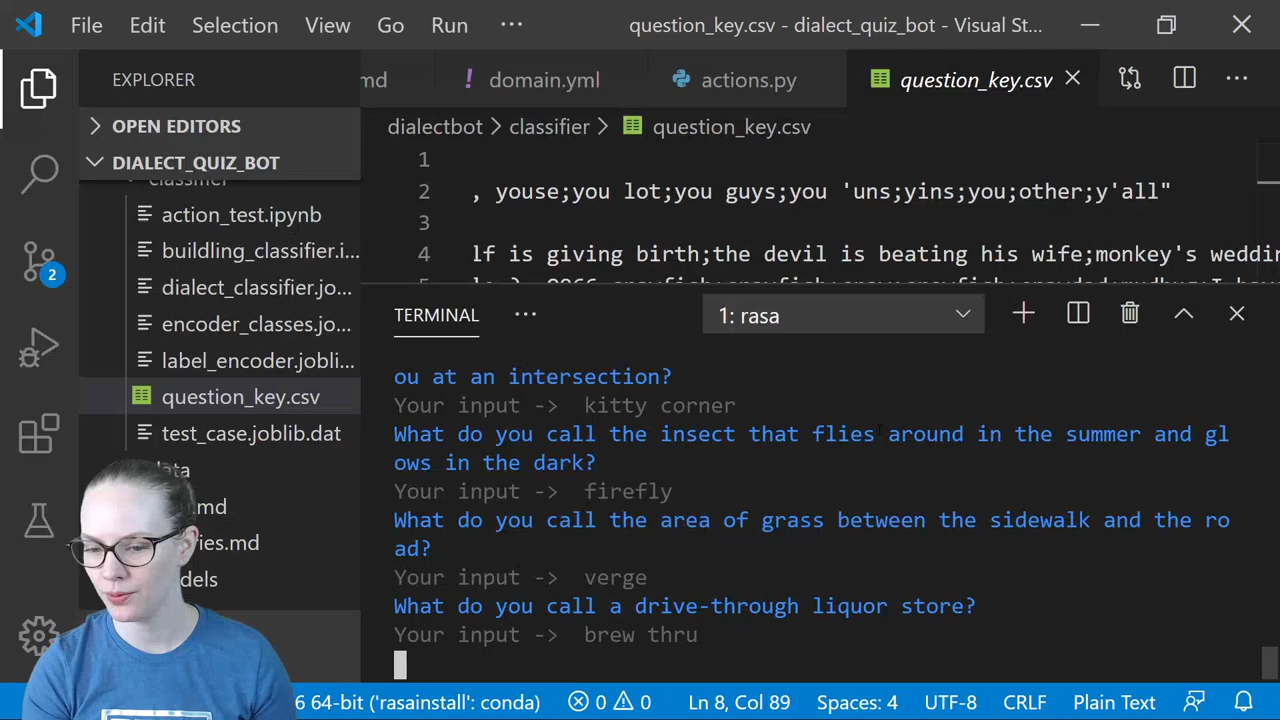 File Edit Selection View Go Run ··· question_key.csv - dialect_quiz_bot - Visual St...
EXPLORER
md domain.yml actions.py question_key.csv
OPEN EDITORS
dialectbot > classifier > question_key.csv
DIALECT_QUIZ_BOT
classifier
action_test.ipynb
buildling_classifier.i...
dialect_classifier.jo...
encoder_classes.jo...
label_encoder.jobli...
question_key.csv
test_case.joblib.dat
data
.md
ries.md
dels
1
2 , youse;you lot;you guys;you 'uns;yins;you;other;y'all"
3
4 lf is giving birth;the devil is beating his wife;monkey's weddin
5
TERMINAL ··· 1: rasa
ou at an intersection?
Your input -> kitty corner
What do you call the insect that flies around in the summer and gl
ows in the dark?
Your input -> firefly
What do you call the area of grass between the sidewalk and the ro
ad?
Your input -> verge
What do you call a drive-through liquor store?
Your input -> brew thru
2
6 64-bit ('rasainstall': conda) 0 0 Ln 8, Col 89 Spaces: 4 UTF-8 CRLF Plain Text